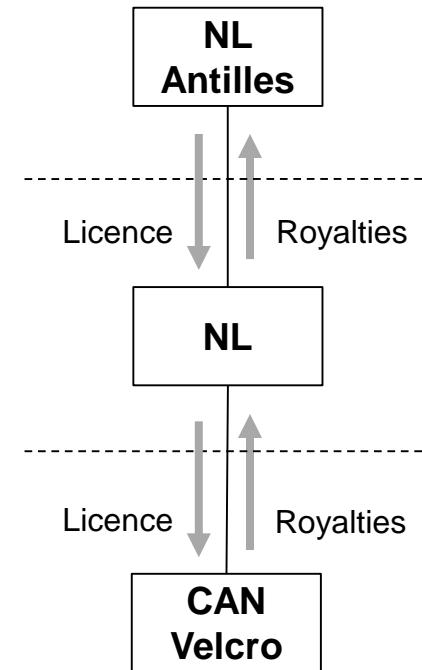 NL
Antilles
Licence Royalties
NL
Licence Royalties
CAN
Velcro